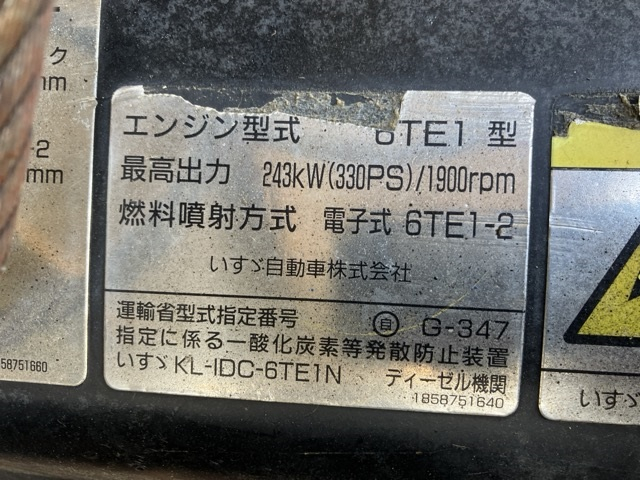 ク
mm
-2
mm
58751660
エンジン型式 6TE1 型
最高出力 243kW(330PS)/1900rpm
燃料噴射方式 電子式 6TE1-2
いすゞ自動車株式会社
運輸省型式指定番号 自 G-347
指定に係る一酸化炭素等発散防止装置
いすゞ KL-IDC-6TE1N ディーゼル機関
1858751640
いすゞ